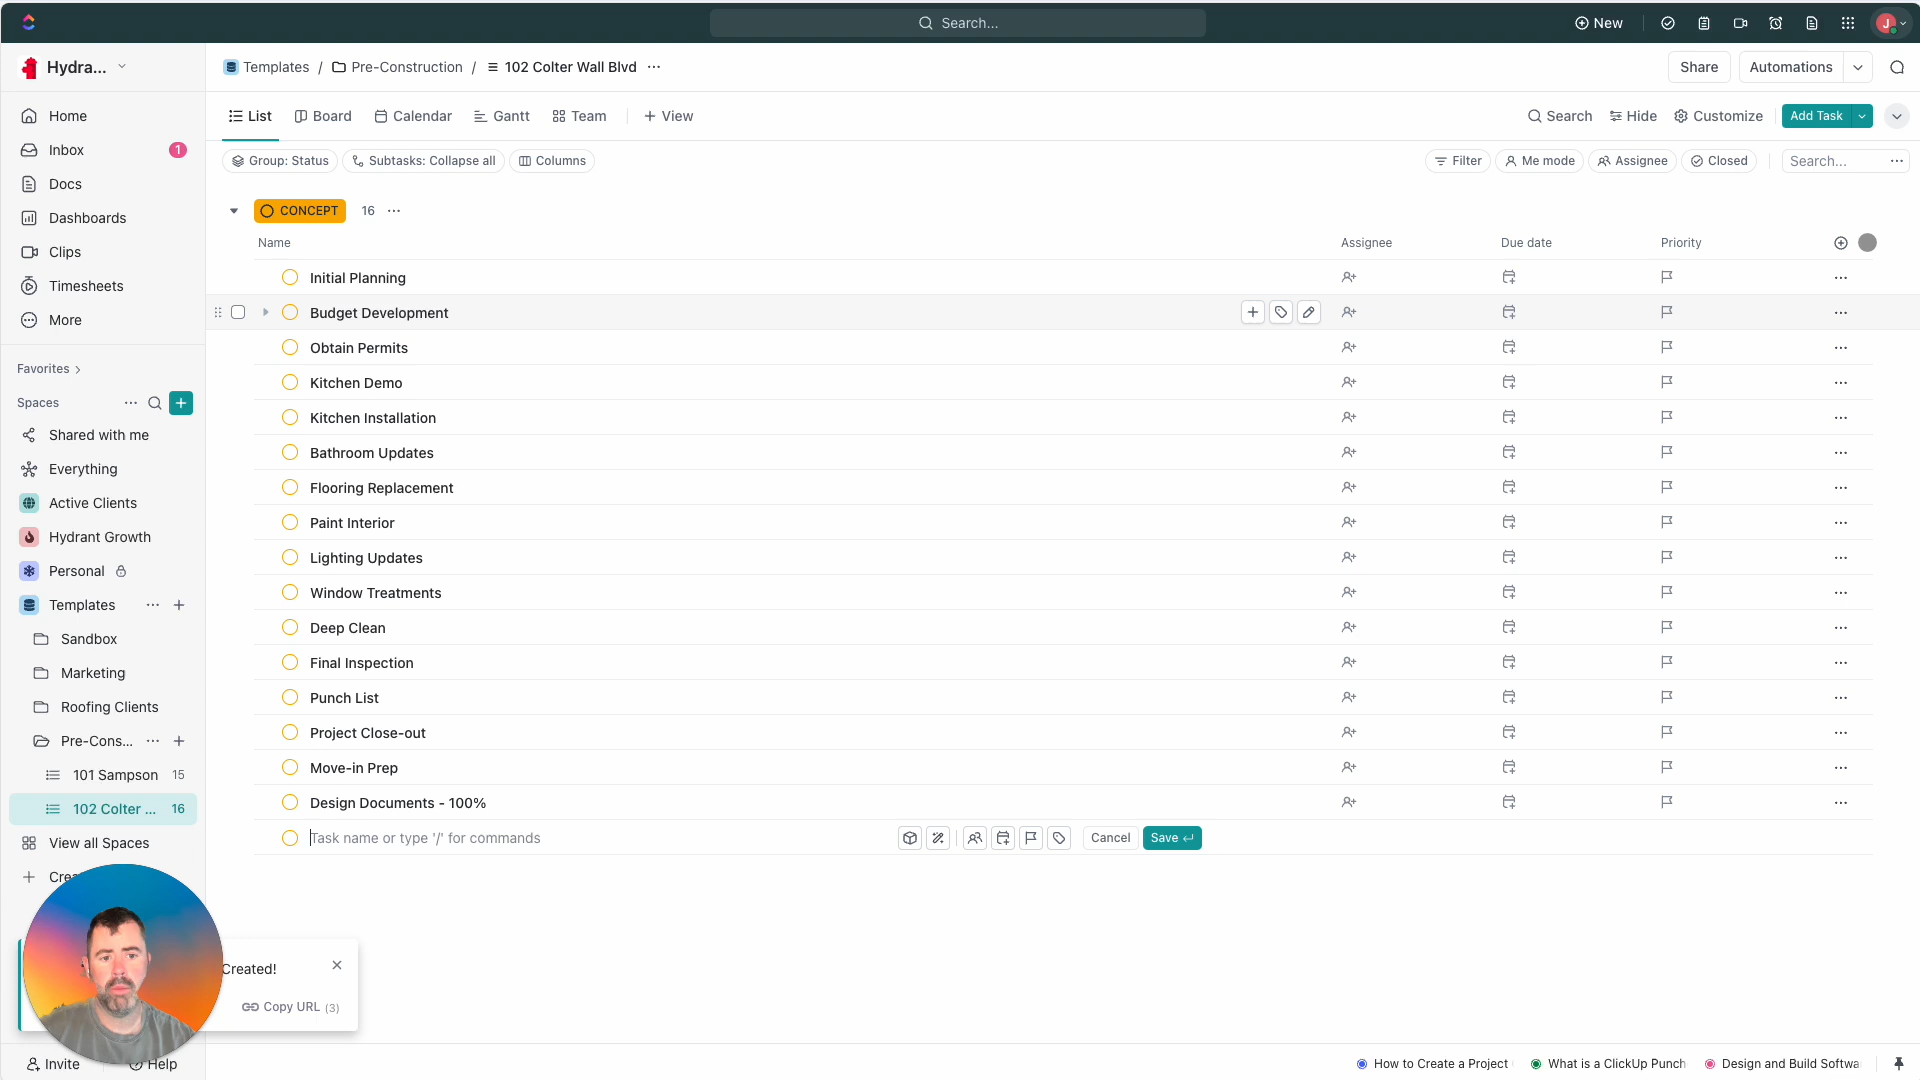 Search...
New
J
Hydra...
Templates / Pre-Construction / 102 Colter Wall Blvd ...
Share
Automations
Home
Inbox 1
Docs
Dashboards
Clips
Timesheets
More
Favorites
Spaces
Shared with me
Everything
Active Clients
Hydrant Growth
Personal
Templates
Sandbox
Marketing
Roofing Clients
Pre-Cons...
101 Sampson 15
102 Colter ... 16
View all Spaces
List Board Calendar Gantt Team + View
Search Hide Customize Add Task
Group: Status Subtasks: Collapse all Columns
Filter Me mode Assignee Closed Search...
CONCEPT 16
Name Assignee Due date Priority
Initial Planning
Budget Development
Obtain Permits
Kitchen Demo
Kitchen Installation
Bathroom Updates
Flooring Replacement
Paint Interior
Lighting Updates
Window Treatments
Deep Clean
Final Inspection
Punch List
Project Close-out
Move-in Prep
Design Documents - 100%
Task name or type '/' for commands Cancel Save
Created!
Copy URL (3)
Invite Help
How to Create a Project What is a ClickUp Punch Design and Build Softwa